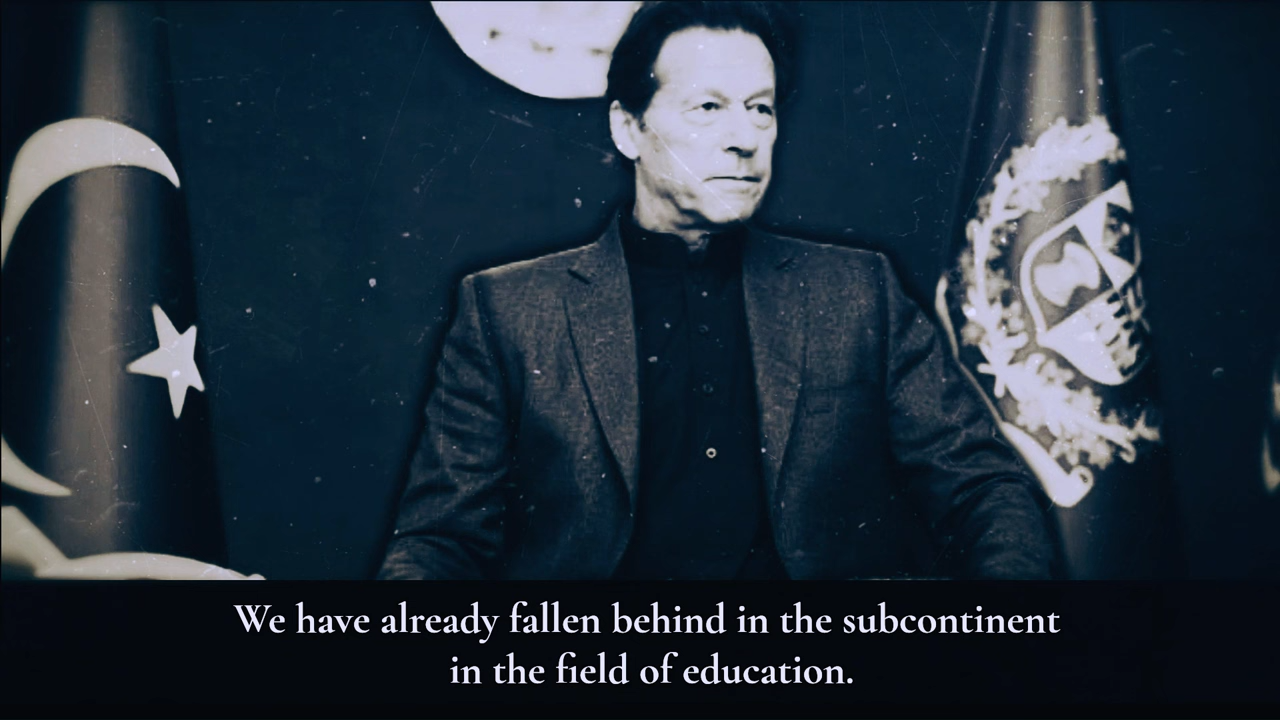 We have already fallen behind in the subcontinent
in the field of education.